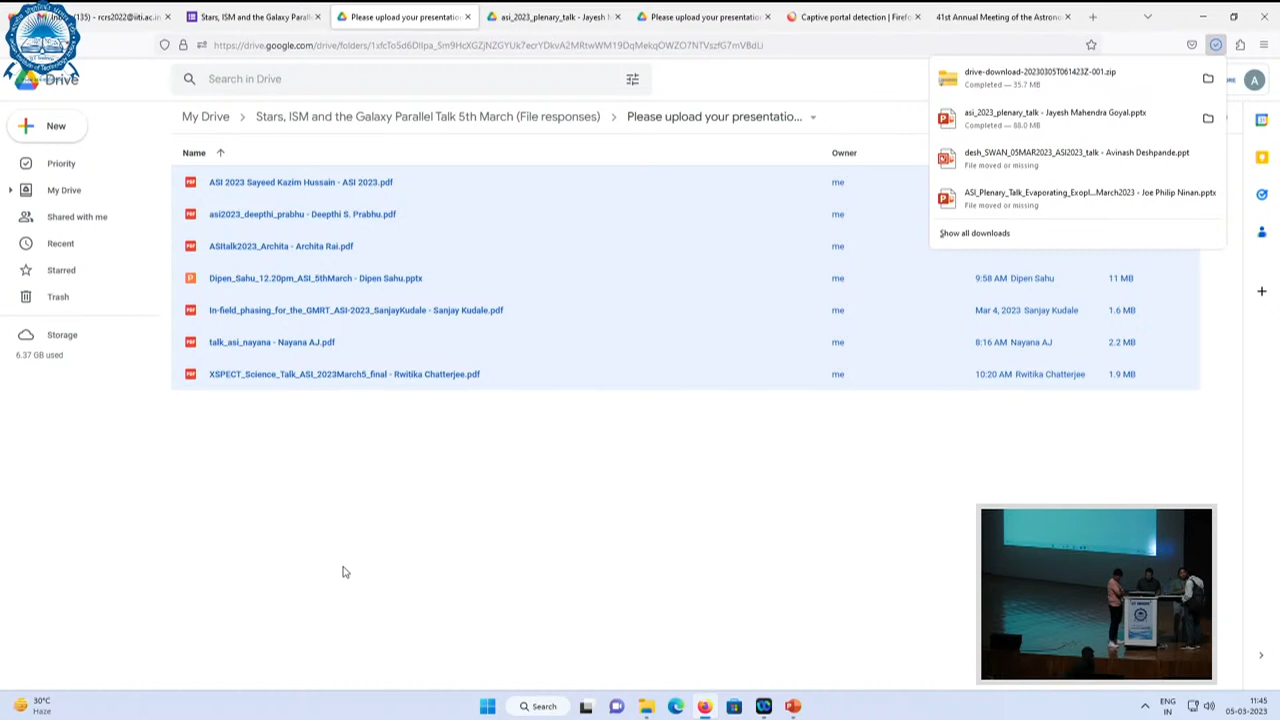 (135) - rcrs2022@iiti.ac.in
Stars, ISM and the Galaxy Paralle
Please upload your presentatio
asi_2023_plenary_talk - Jayesh M
Please upload your presentatio
Captive portal detection | Firefo
41st Annual Meeting of the Astrono
Drive
Search in Drive
New
My Drive
Stars, ISM and the Galaxy Parallel Talk 5th March (File responses)
Please upload your presentatio...
Name
Owner
Priority
My Drive
Shared with me
Recent
Starred
Trash
Storage
6.37 GB used
ASI 2023 Sayeed Kazim Hussain - ASI 2023.pdf
me
asi2023_deepthi_prabhu - Deepthi S. Prabhu.pdf
me
ASItalk2023_Archita - Archita Rai.pdf
me
Dipen_Sahu_12.20pm_ASI_5thMarch - Dipen Sahu.pptx
me
9:58 AM Dipen Sahu
11 MB
In-field_phasing_for_the_GMRT_ASI-2023_SanjayKudale - Sanjay Kudale.pdf
me
Mar 4, 2023 Sanjay Kudale
1.6 MB
talk_asi_nayana - Nayana AJ.pdf
me
8:16 AM Nayana AJ
2.2 MB
XSPECT_Science_Talk_ASI_2023March5_final - Rwitika Chatterjee.pdf
me
10:20 AM Rwitika Chatterjee
1.9 MB
drive-download-20230305T061423Z-001.zip
Completed — 35.7 MB
asi_2023_plenary_talk - Jayesh Mahendra Goyal.pptx
Completed — 88.0 MB
desh_SWAN_05MAR2023_ASI2023_talk - Avinash Deshpande.ppt
File moved or missing
ASI_Plenary_Talk_Evaporating_Exopl...March2023 - Joe Philip Ninan.pptx
File moved or missing
Show all downloads
A
30°C
Haze
Search
ENG
IN
11:45
05-03-2023